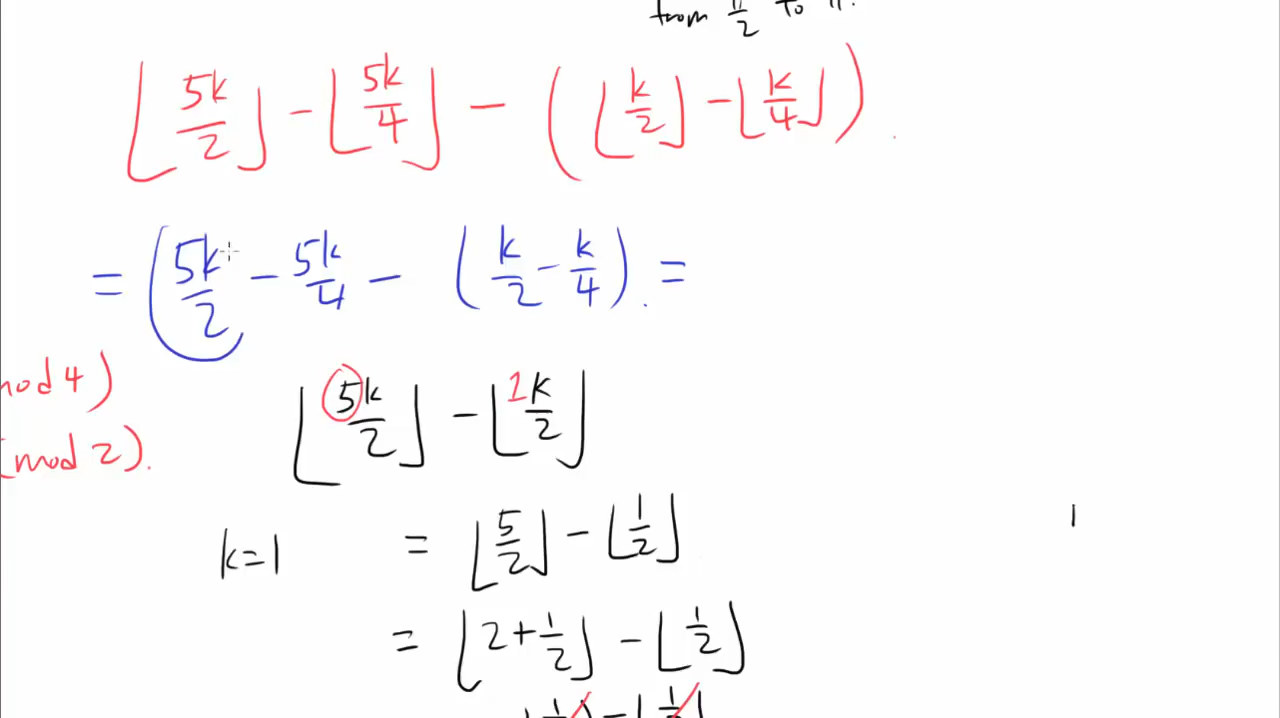 from π/2 to π.
⌊5k/2⌋ - ⌊5k/4⌋ - (⌊k/2⌋ - ⌊k/4⌋).
= (5k/2 - 5k/4 - (k/2 - k/4). =
mod 4)
⌊5k/2⌋ - ⌊1k/2⌋
(mod 2).
k=1 = ⌊5/2⌋ - ⌊1/2⌋
1
= ⌊2 + 1/2⌋ - ⌊1/2⌋